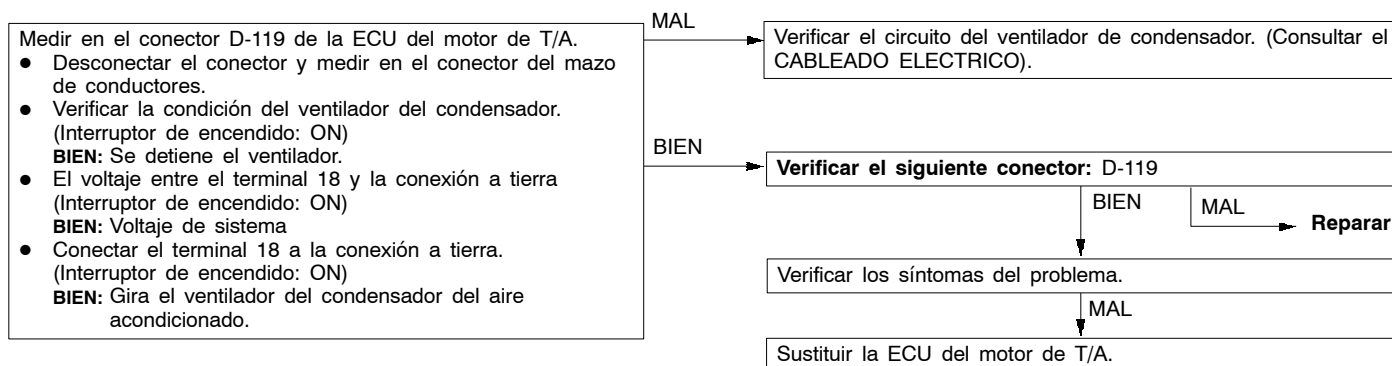 Medir en el conector D-119 de la ECU del motor de T/A.
● Desconectar el conector y medir en el conector del mazo
de conductores.
● Verificar la condición del ventilador del condensador.
(Interruptor de encendido: ON)
BIEN: Se detiene el ventilador.
● El voltaje entre el terminal 18 y la conexión a tierra
(Interruptor de encendido: ON)
BIEN: Voltaje de sistema
● Conectar el terminal 18 a la conexión a tierra.
(Interruptor de encendido: ON)
BIEN: Gira el ventilador del condensador del aire
acondicionado.
MAL
Verificar el circuito del ventilador de condensador. (Consultar el
CABLEADO ELECTRICO).
BIEN
Verificar el siguiente conector: D-119
BIEN
MAL
Reparar
Verificar los síntomas del problema.
MAL
Sustituir la ECU del motor de T/A.